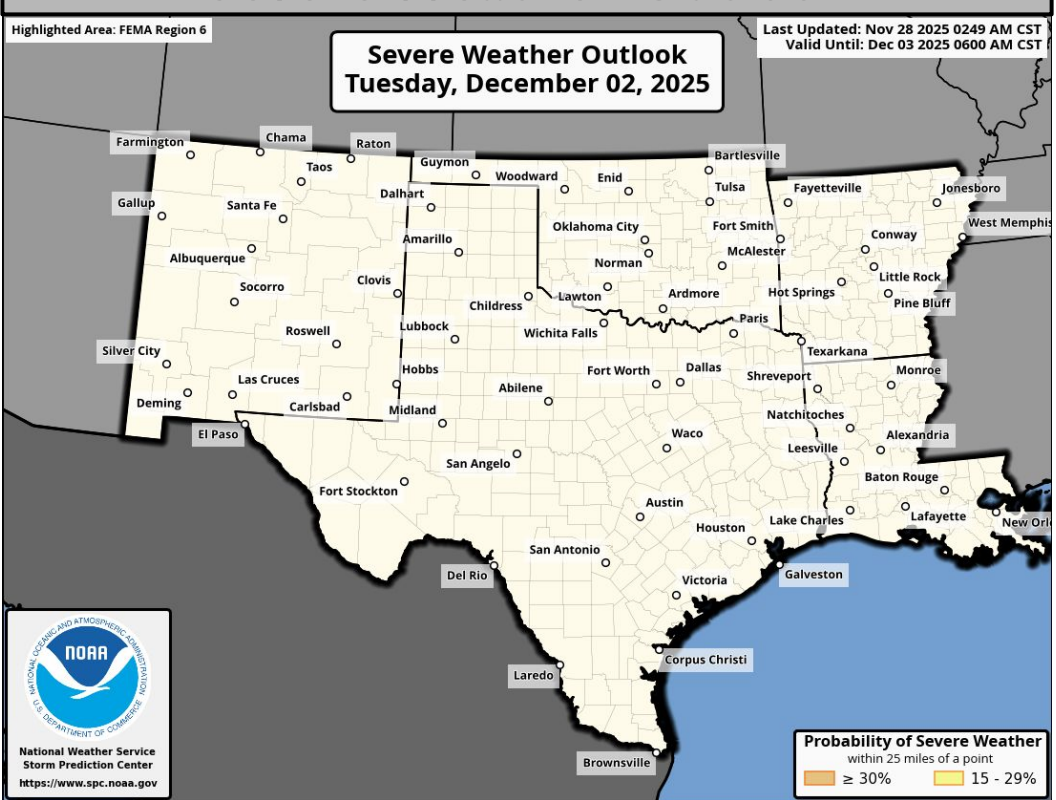 Highlighted Area: FEMA Region 6
Last Updated: Nov 28 2025 0249 AM CST
Valid Until: Dec 03 2025 0600 AM CST
Severe Weather Outlook
Tuesday, December 02, 2025
Farmington
Chama
Raton
Taos
Guymon
Woodward
Enid
Bartlesville
Tulsa
Fayetteville
Jonesboro
Gallup
Santa Fe
Dalhart
West Memphis
Oklahoma City
Fort Smith
Conway
Albuquerque
Amarillo
Norman
McAlester
Little Rock
Socorro
Clovis
Childress
Lawton
Ardmore
Hot Springs
Pine Bluff
Roswell
Lubbock
Wichita Falls
Paris
Silver City
Texarkana
Las Cruces
Hobbs
Fort Worth
Dallas
Shreveport
Monroe
Deming
Carlsbad
Midland
Abilene
Natchitoches
El Paso
Waco
Leesville
Alexandria
San Angelo
Baton Rouge
Fort Stockton
Austin
Houston
Lake Charles
Lafayette
New Orl
San Antonio
Del Rio
Victoria
Galveston
Corpus Christi
Laredo
Brownsville
NATIONAL OCEANIC AND ATMOSPHERIC ADMINISTRATION
NOAA
U.S. DEPARTMENT OF COMMERCE
National Weather Service
Storm Prediction Center
https://www.spc.noaa.gov
Probability of Severe Weather
within 25 miles of a point
≥ 30%
15 - 29%